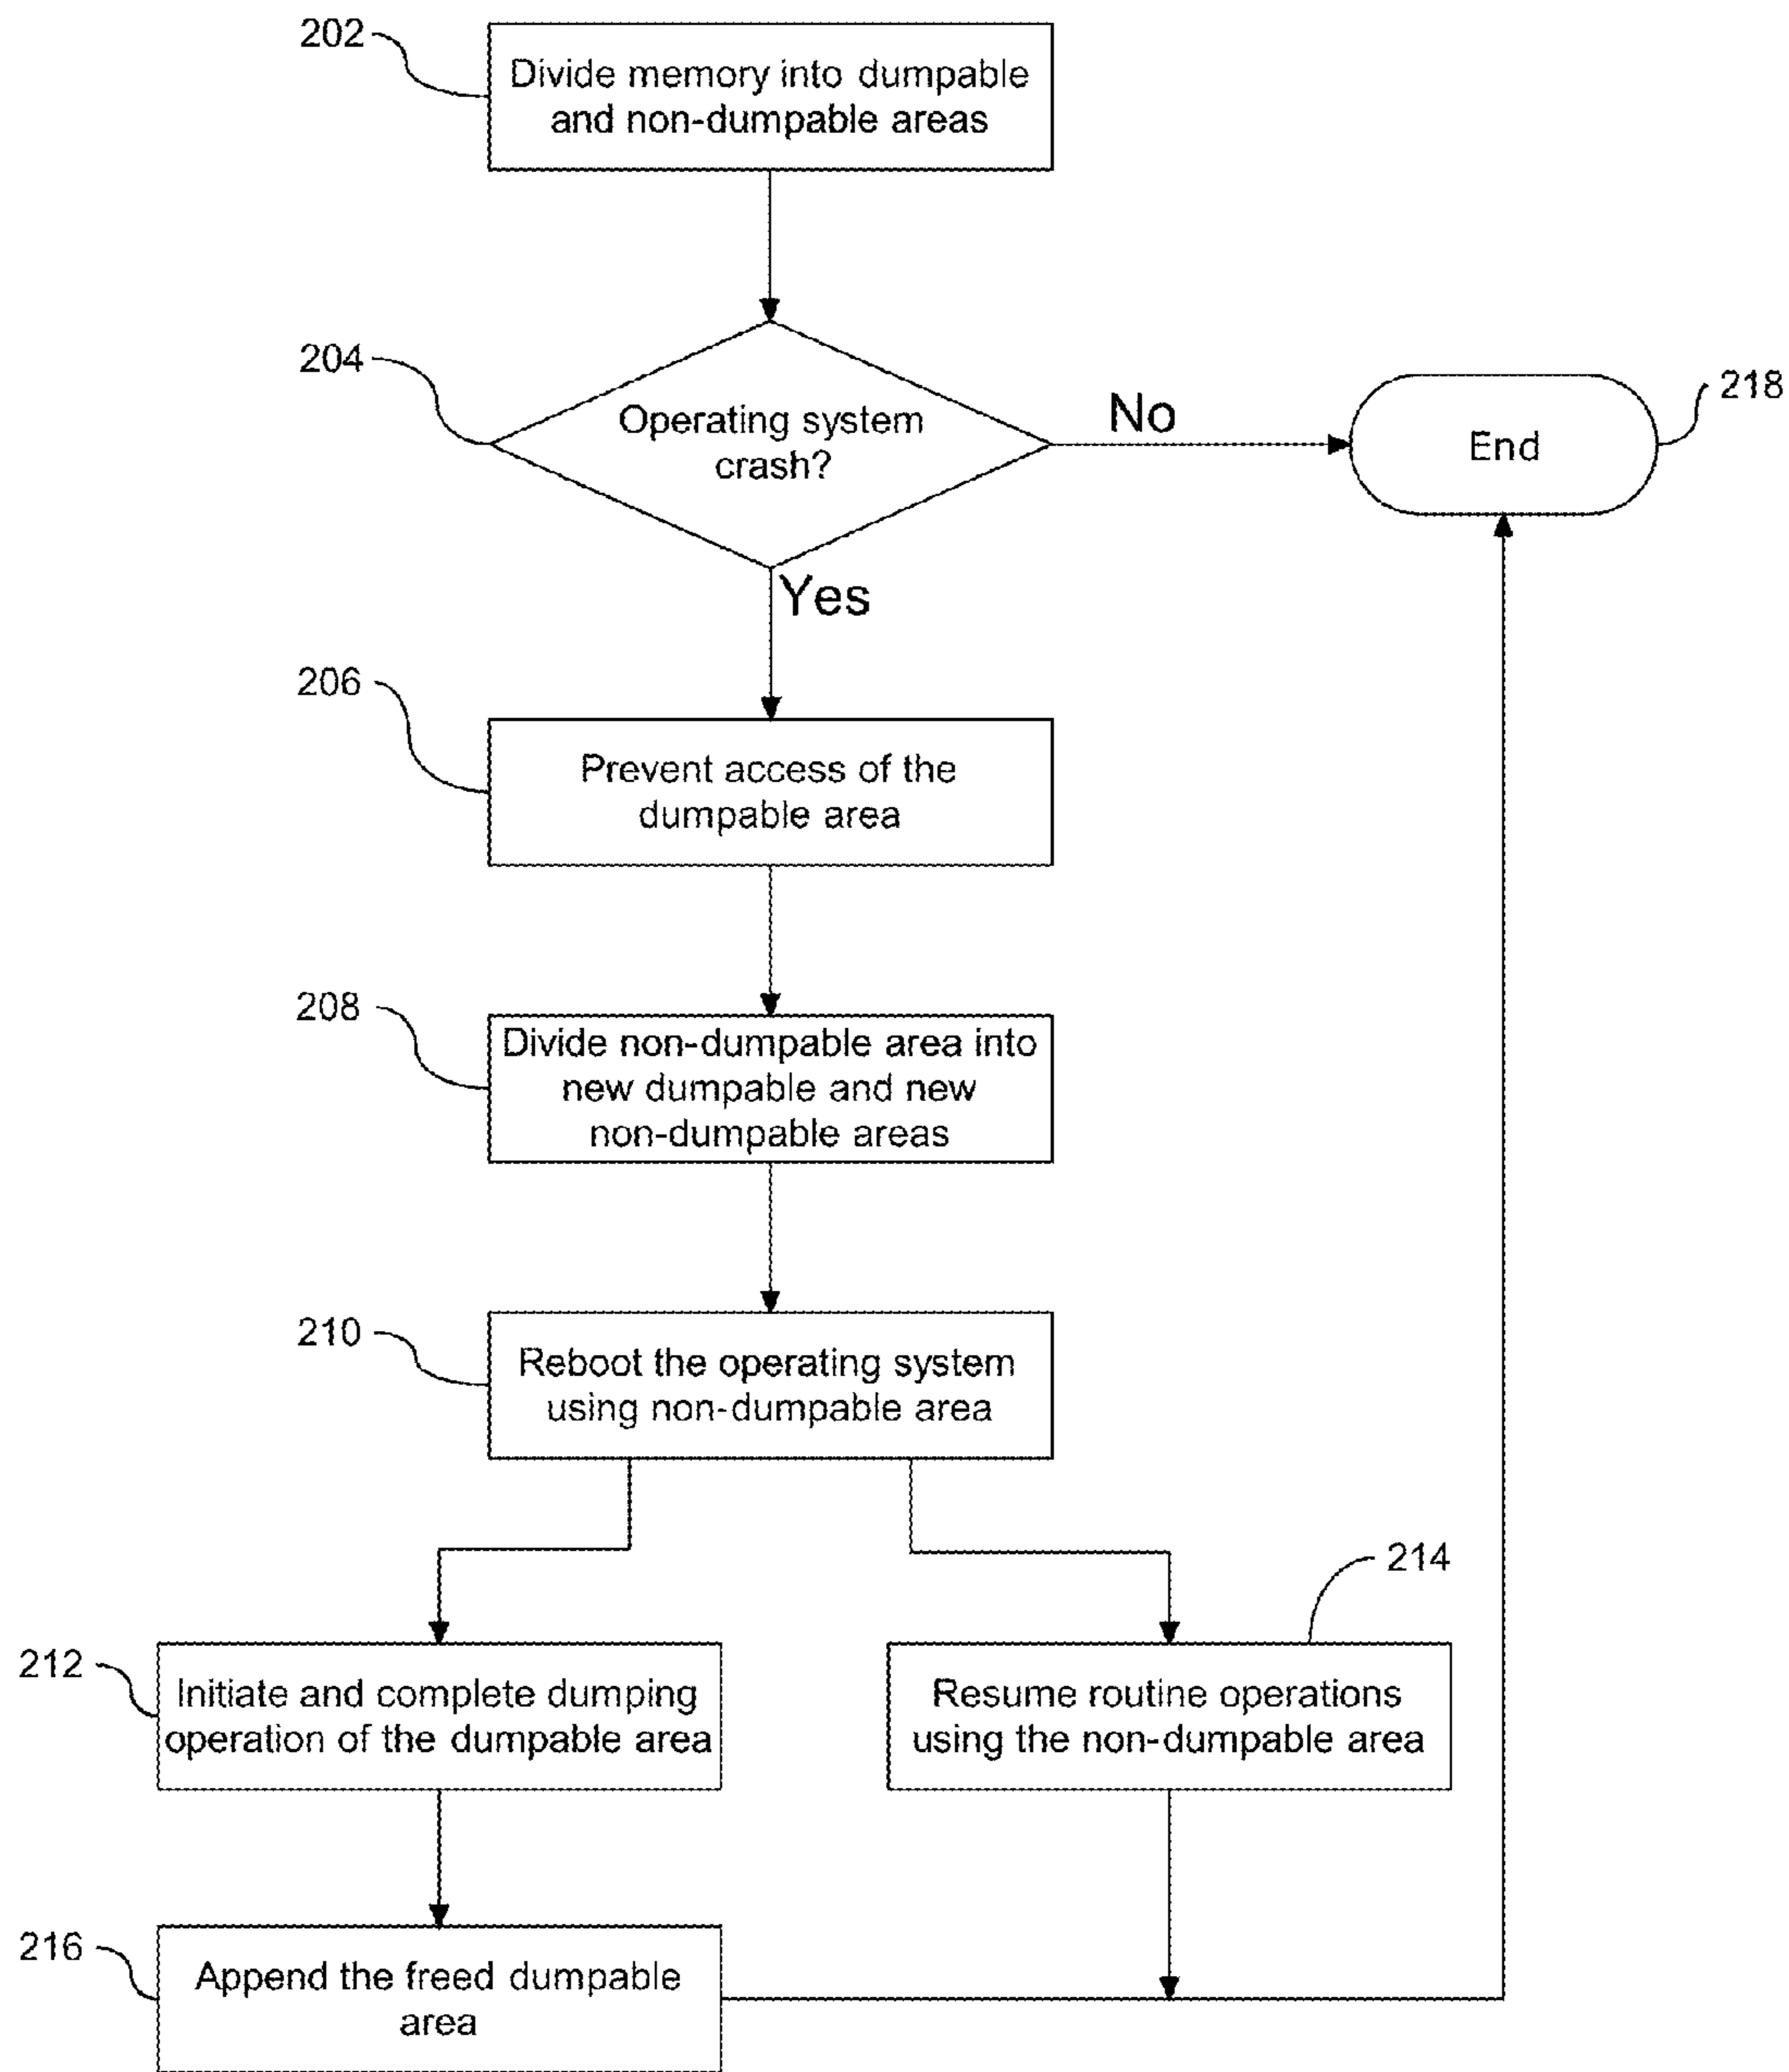 202
Divide memory into dumpable
and non-dumpable areas
204
Operating system
crash?
No
End
218
Yes
206
Prevent access of the
dumpable area
208
Divide non-dumpable area into
new dumpable and new
non-dumpable areas
210
Reboot the operating system
using non-dumpable area
212
Initiate and complete dumping
operation of the dumpable area
214
Resume routine operations
using the non-dumpable area
216
Append the freed dumpable
area